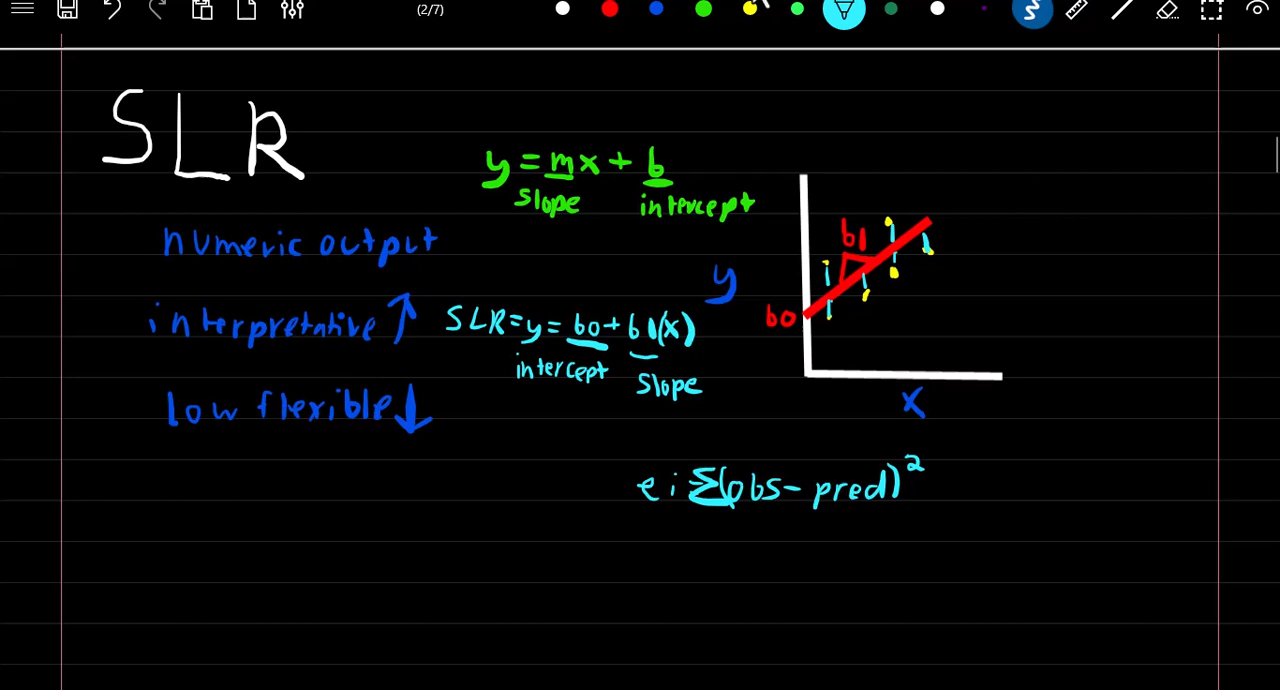 (2/7)
SLR
y = mx + b
slope intercept
numeric output
interpretative ↑
low flexible ↓
SLR = y = b0 + b1(x)
intercept slope
y
b1
b0
x
ei Σ(obs - pred)²